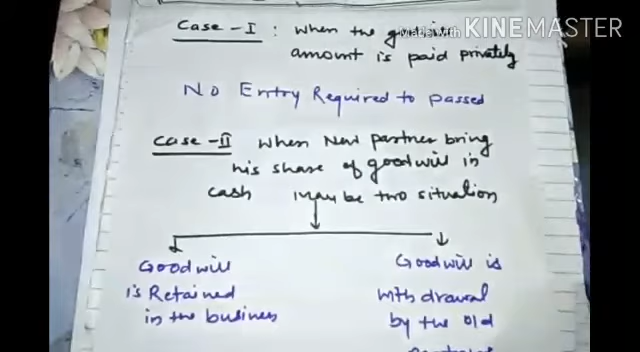 Made with KINEMASTER
Case - I : When the
amount is paid privately
No Entry Required to passed
Case - II When New partner bring
his share of goodwill in
cash may be two situation
Goodwill
is Retained
in the business
Goodwill is
withdrawal
by the old